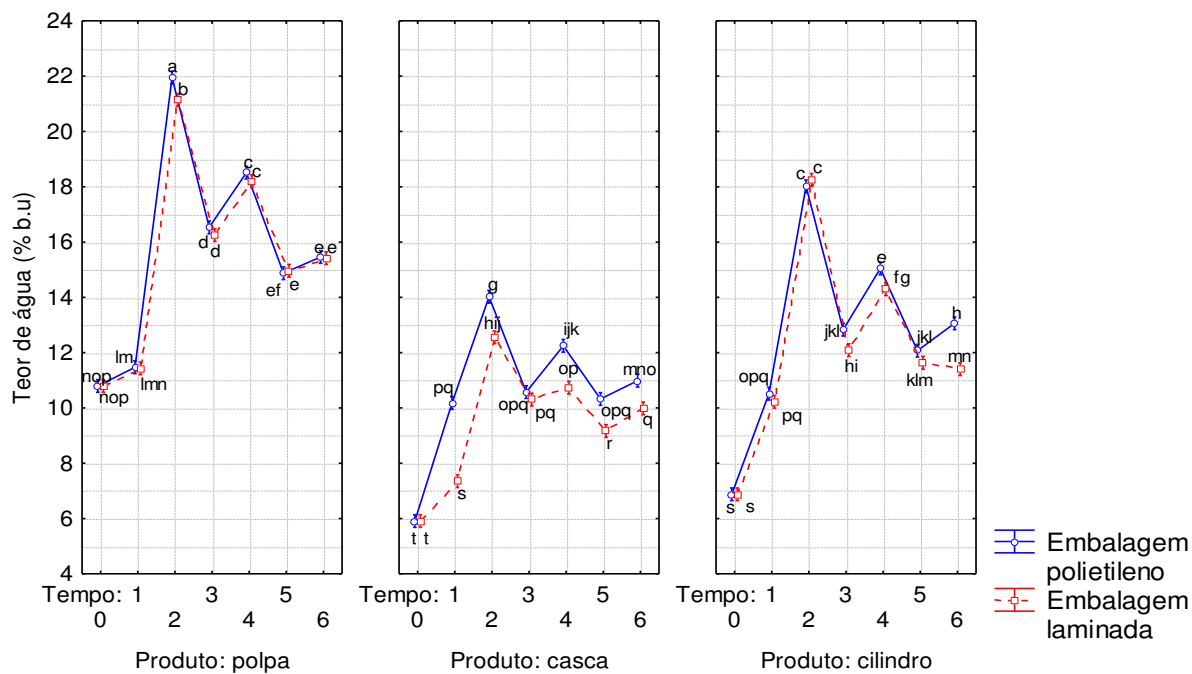 24
22
20
18
16
14
12
10
8
6
4
Teor de água (% b.u)
a
b
c
c
d
d
ef
e
e
e
lm
lmn
nop
nop
g
hij
ijk
op
mno
pq
opq
pq
opq
q
r
s
t
t
c
c
e
fg
h
jkl
hi
jkl
klm
mn
opq
pq
s
s
Tempo: 1 3 5
0 2 4 6
Produto: polpa
Tempo: 1 3 5
0 2 4 6
Produto: casca
Tempo: 1 3 5
0 2 4 6
Produto: cilindro
Embalagem
polietileno
Embalagem
laminada